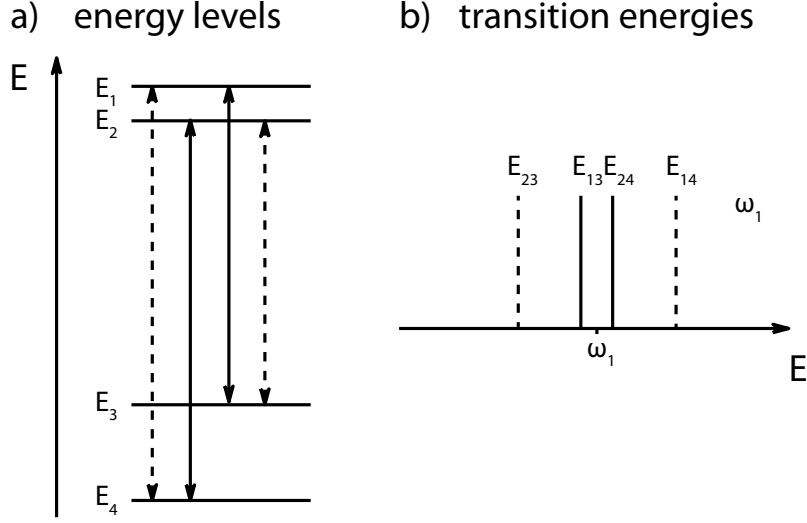 a) energy levels
b) transition energies
E
E₁
E₂
E₃
E₄
E₂₃
E₁₃
E₂₄
E₁₄
ω₁
ω₁
E